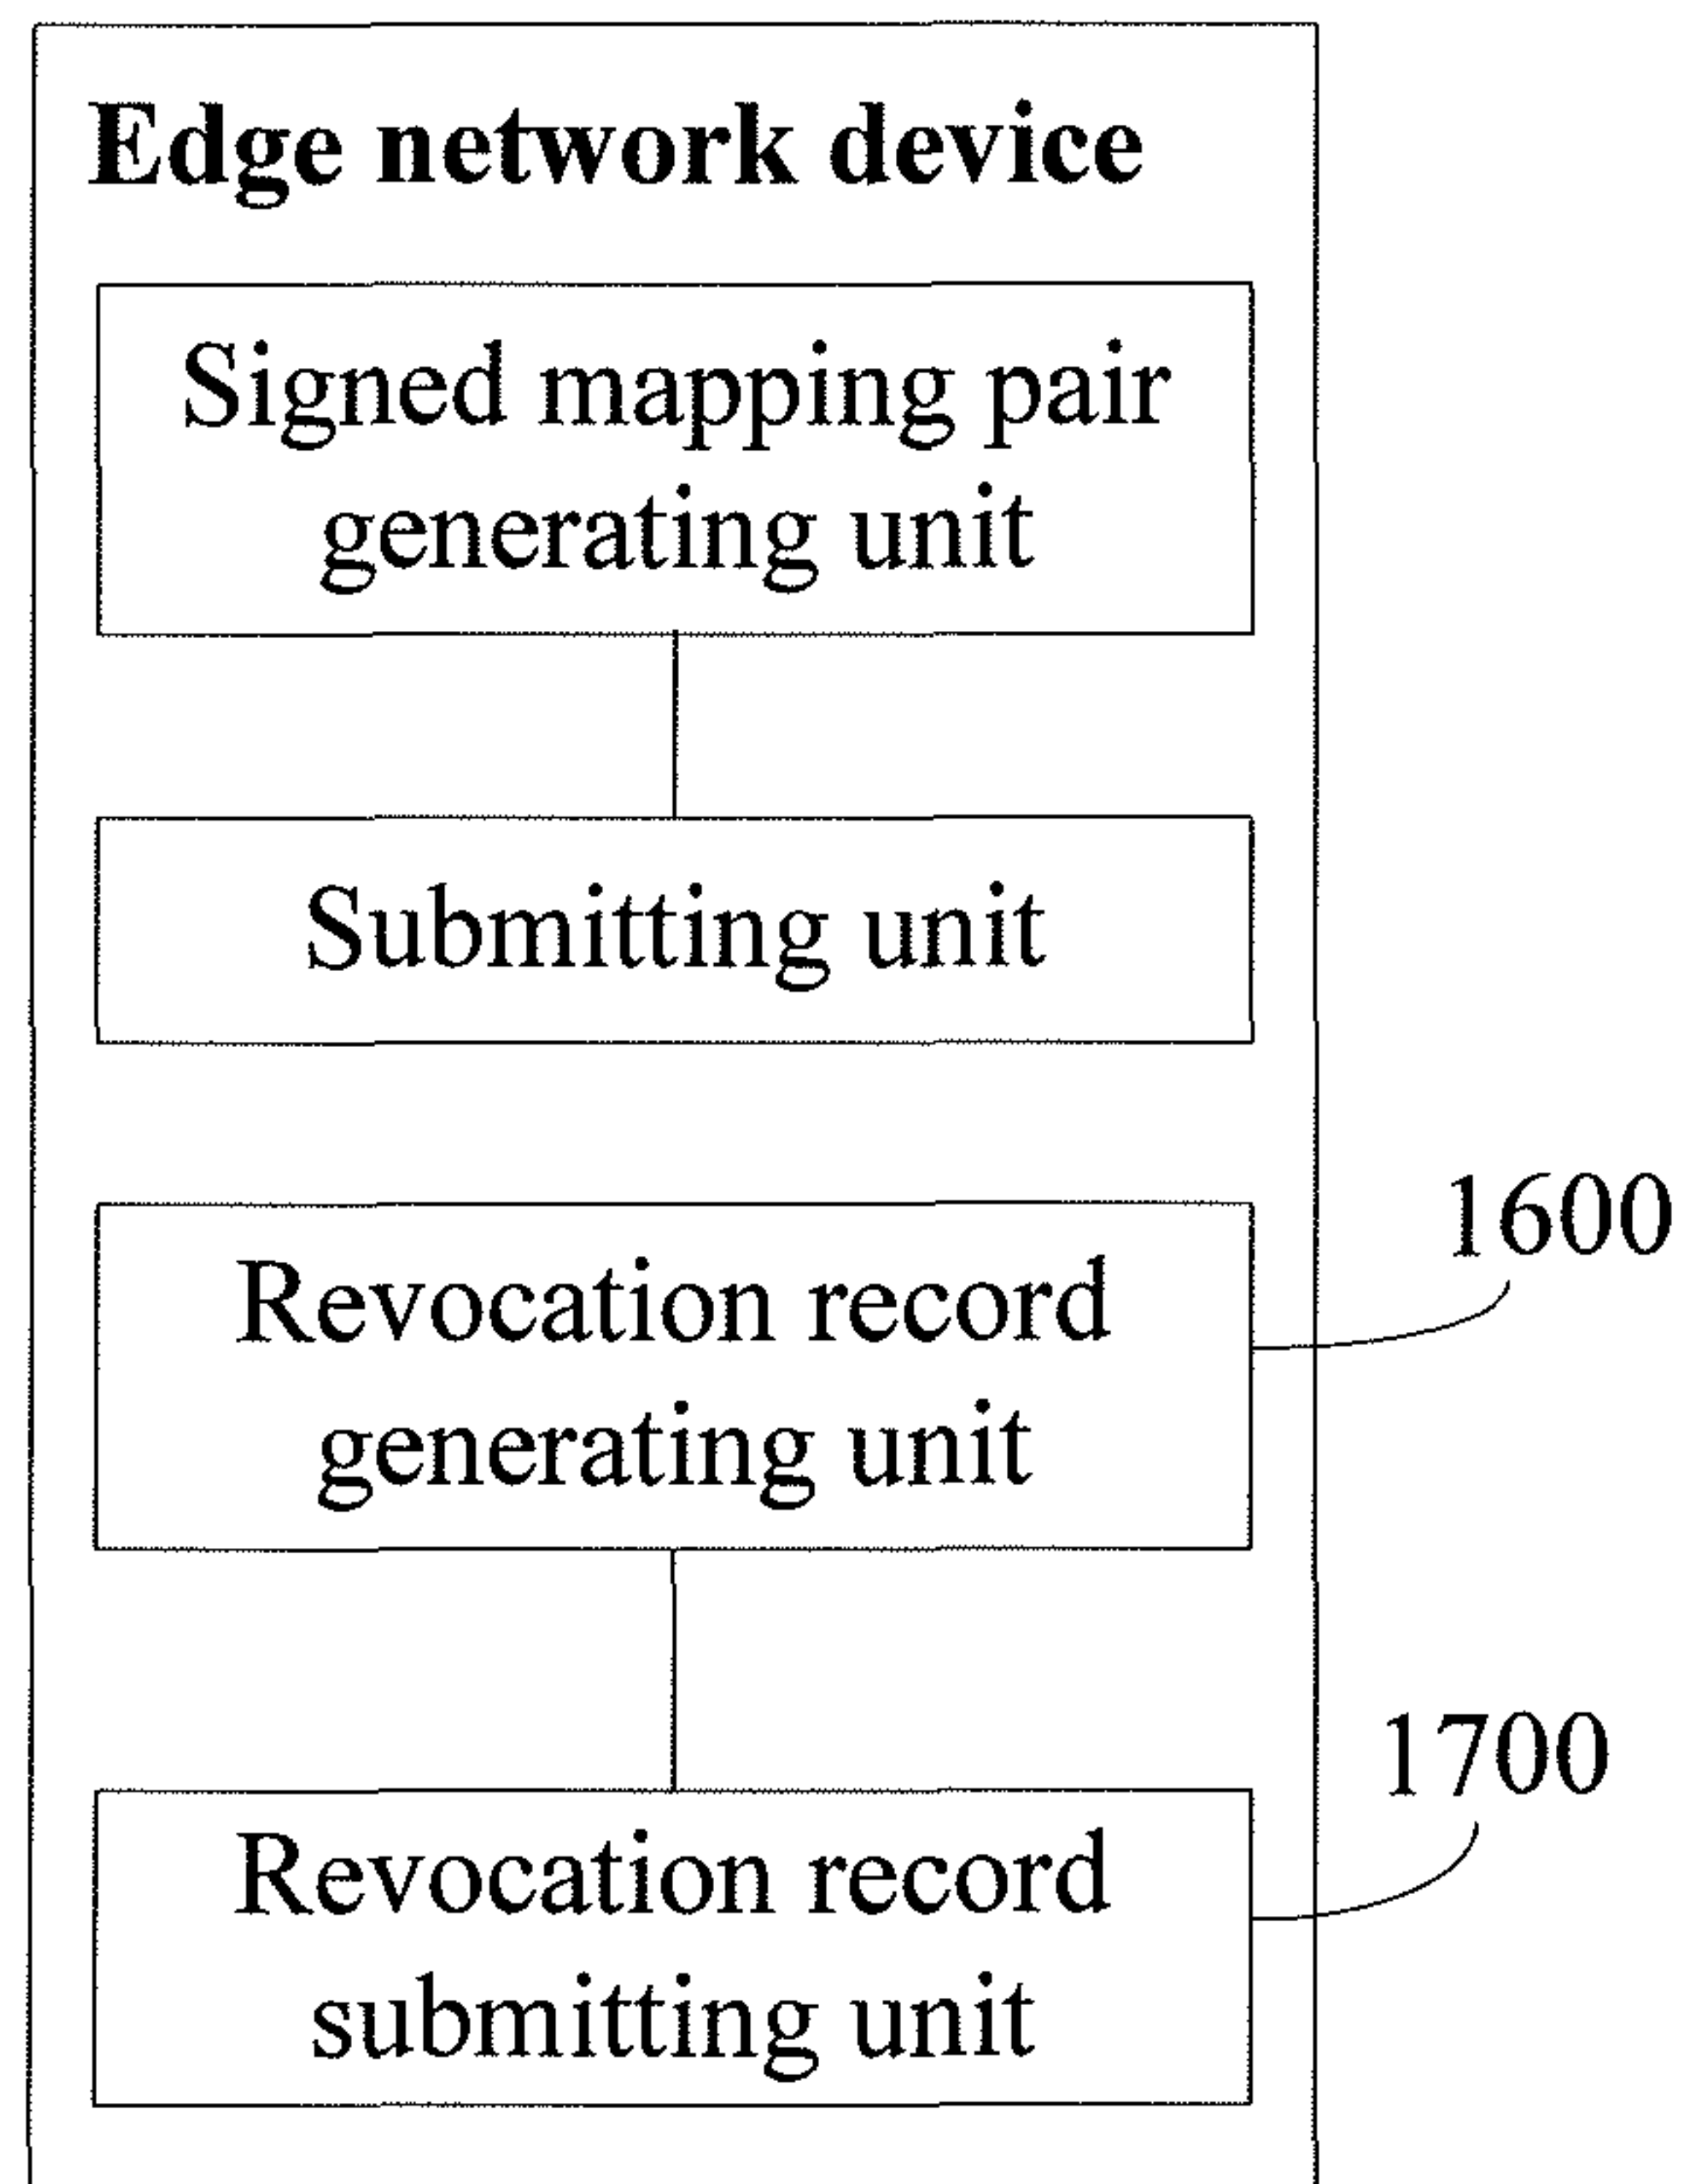 Edge network device
Signed mapping pair
generating unit
Submitting unit
1600
Revocation record
generating unit
1700
Revocation record
submitting unit